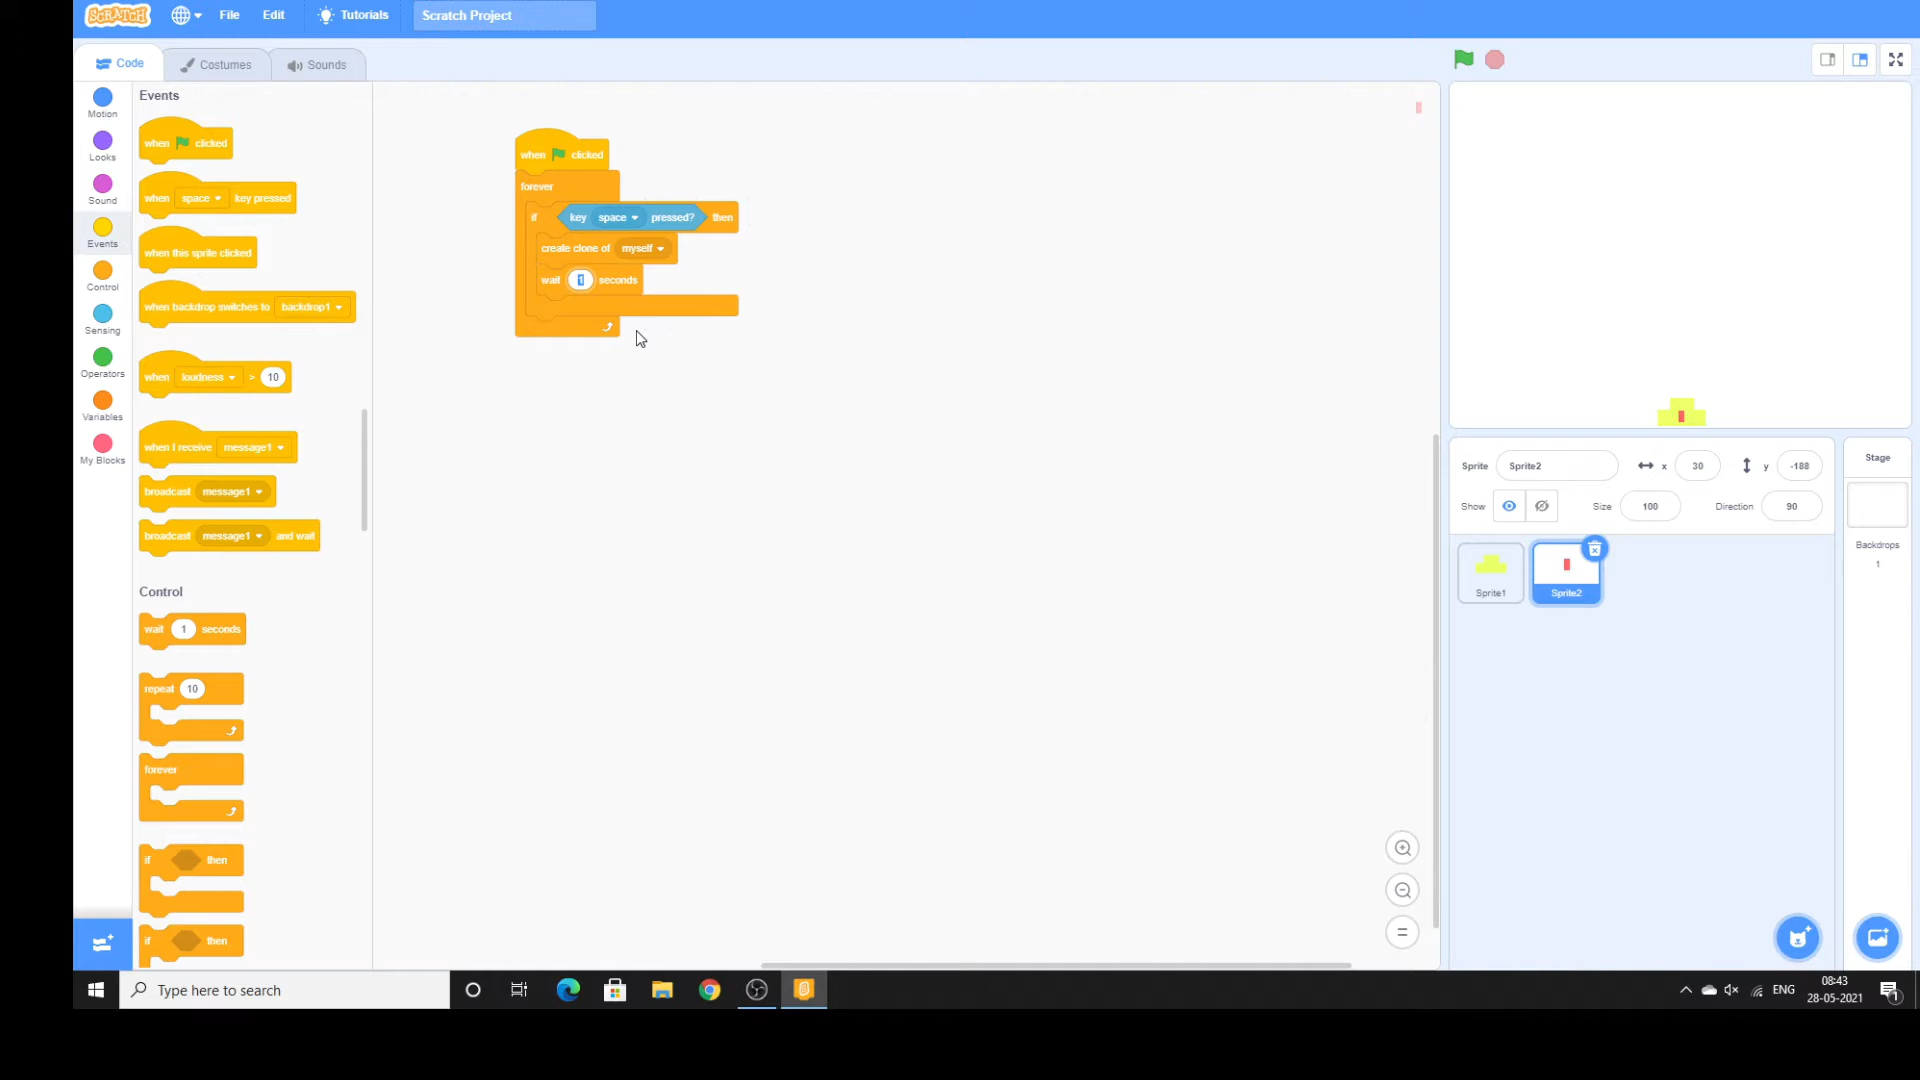 SCRATCH File Edit Tutorials Scratch Project
Code Costumes Sounds
Motion
Looks
Sound
Events
Control
Sensing
Operators
Variables
My Blocks
Events
when clicked
when space key pressed
when this sprite clicked
when backdrop switches to backdrop1
when loudness > 10
when I receive message1
broadcast message1
broadcast message1 and wait
Control
wait 1 seconds
repeat 10
forever
if then
if then
when clicked
forever
if key space pressed? then
create clone of myself
wait 1 seconds
Sprite Sprite2 x 30 y -188
Show Size 100 Direction 90
Sprite1 Sprite2
Stage
Backdrops
1
Type here to search
ENG
08:43
28-05-2021
1